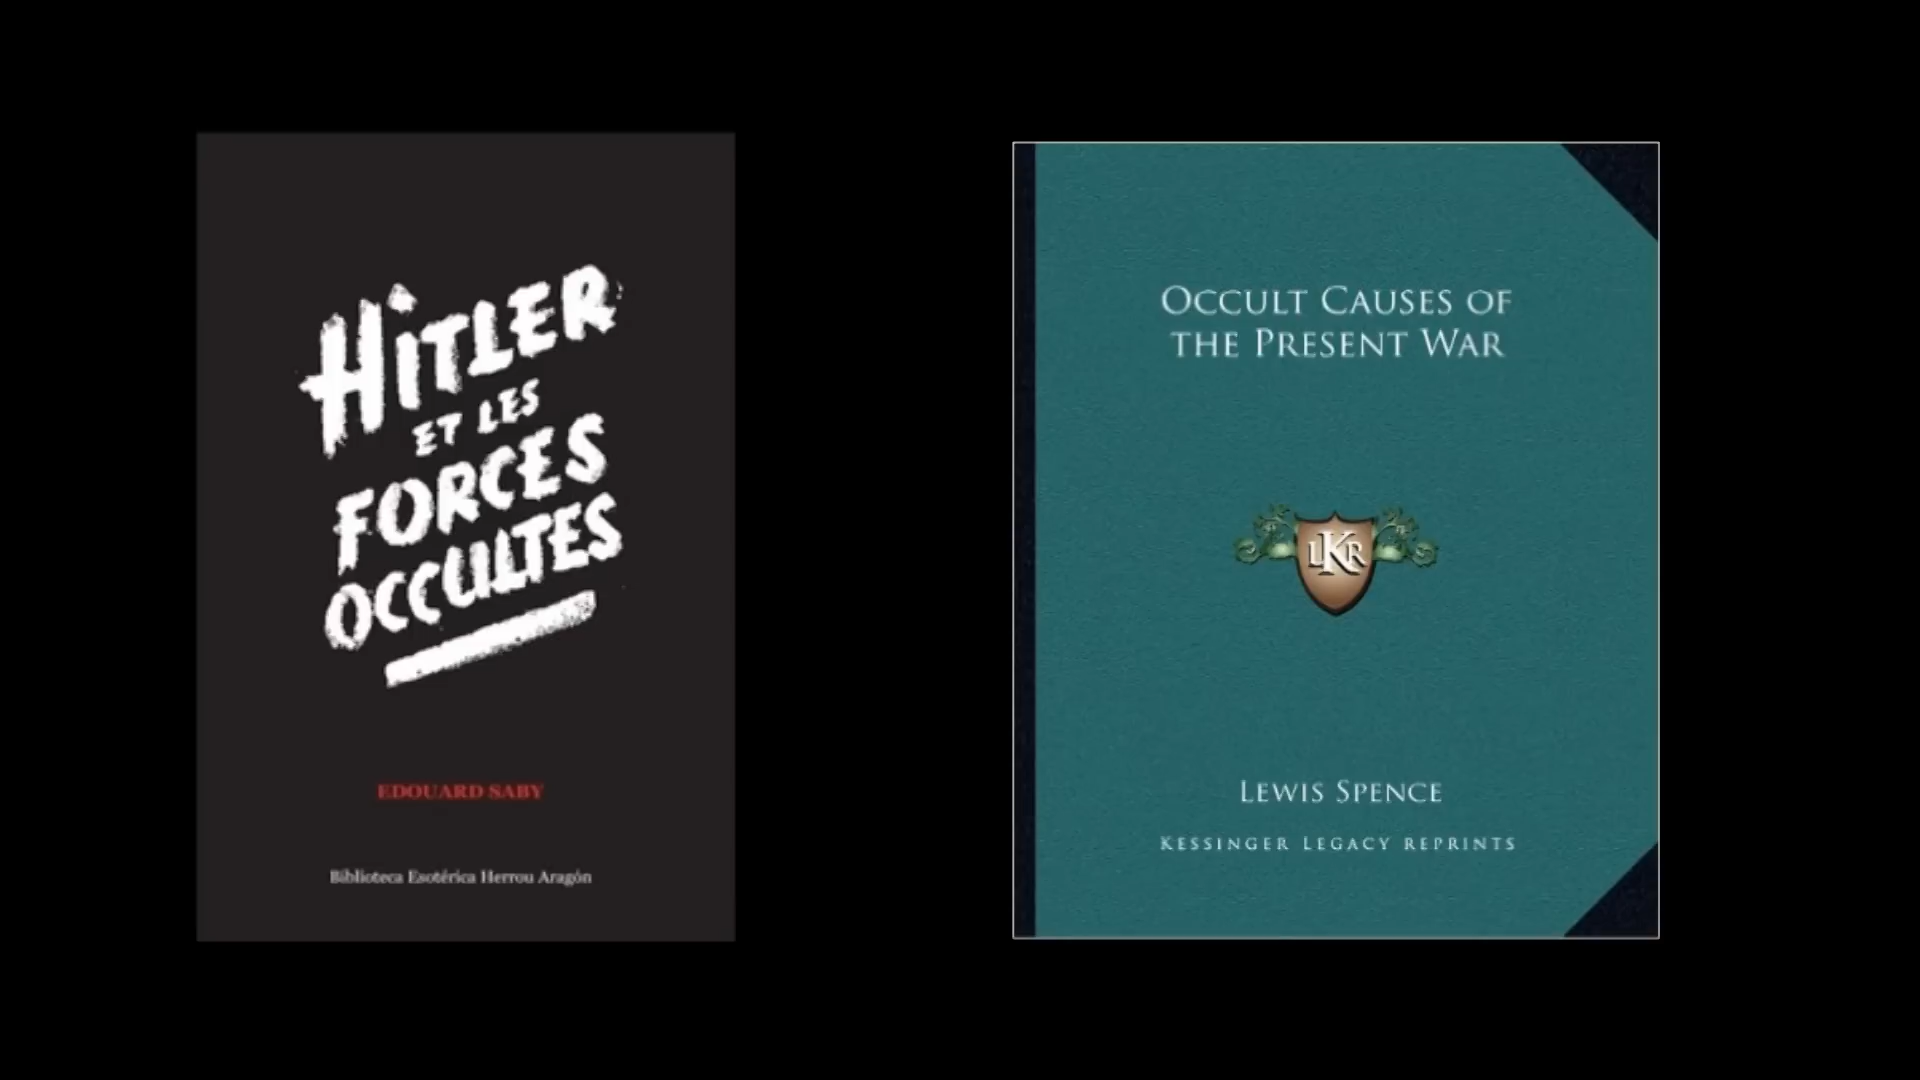 HITLER
ET LES
FORCES
OCCULTES
EDOUARD SABY
Biblioteca Esotérica Herrou Aragón
OCCULT CAUSES OF
THE PRESENT WAR
LKR
LEWIS SPENCE
KESSINGER LEGACY REPRINTS